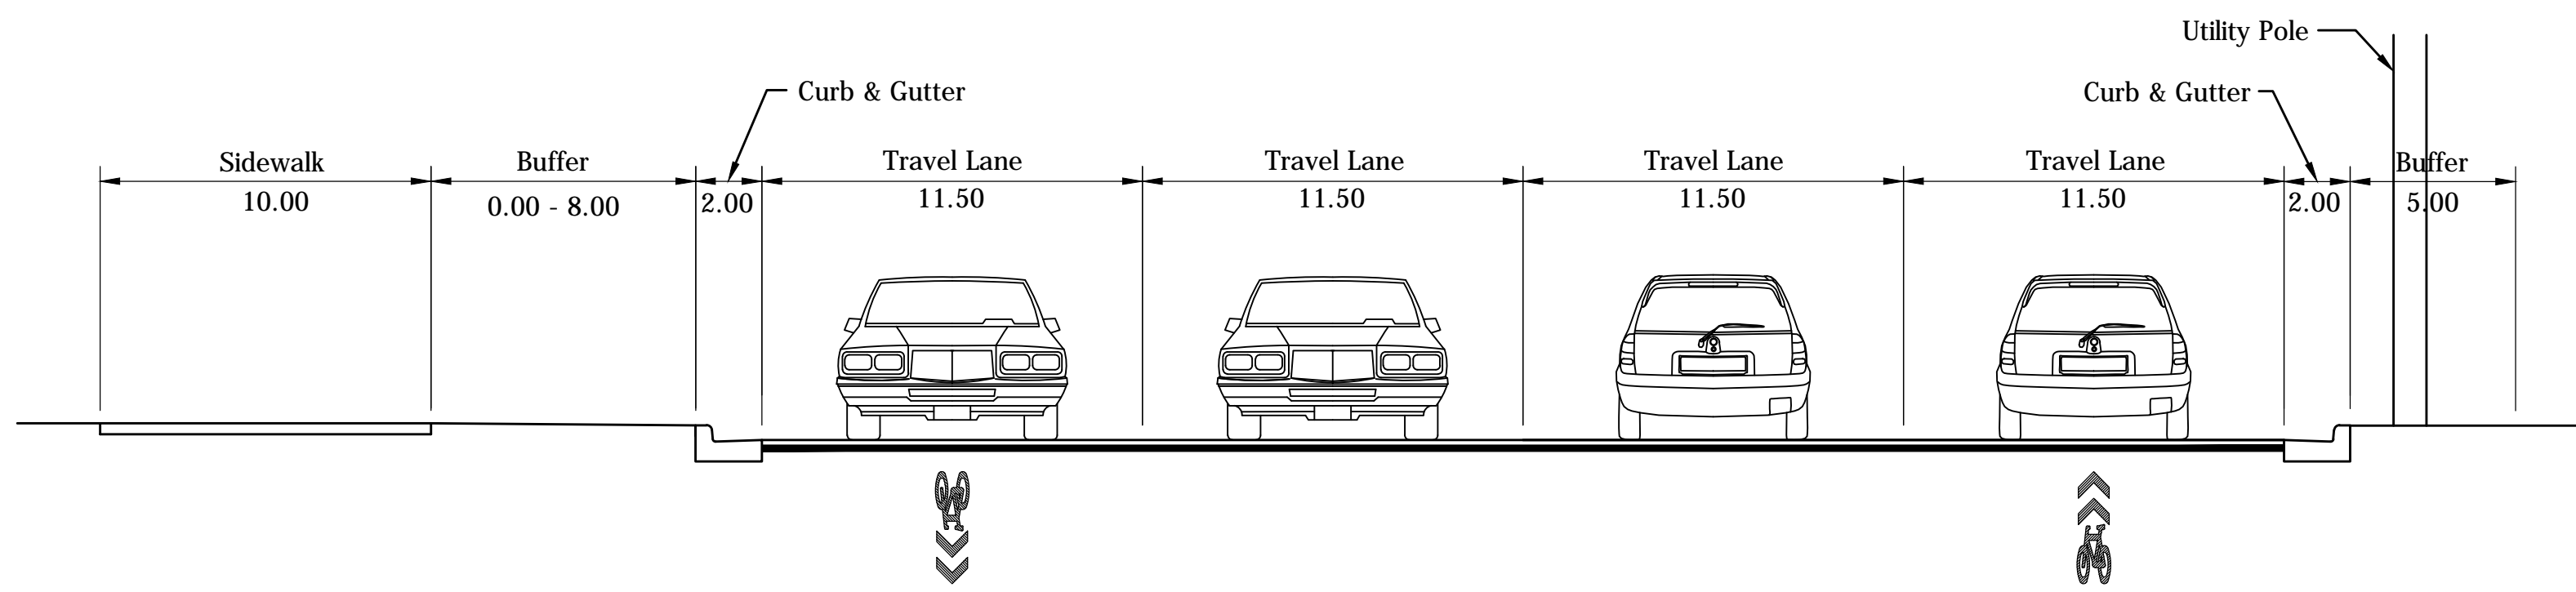 Utility Pole
Curb & Gutter
Curb & Gutter
Sidewalk
Buffer
Travel Lane
Travel Lane
Travel Lane
Travel Lane
Buffer
10.00
0.00 - 8.00
2.00
11.50
11.50
11.50
11.50
2.00
5.00